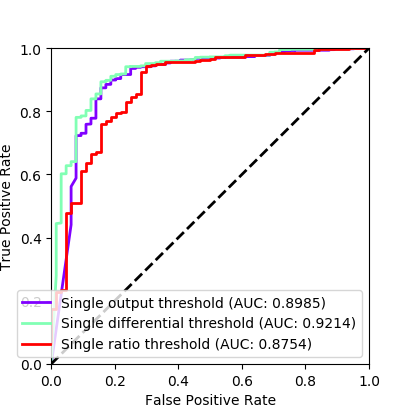 1.0
0.8
0.6
0.4
0.2
0.0
True Positive Rate
Single output threshold (AUC: 0.8985)
Single differential threshold (AUC: 0.9214)
Single ratio threshold (AUC: 0.8754)
0.0 0.2 0.4 0.6 0.8 1.0
False Positive Rate